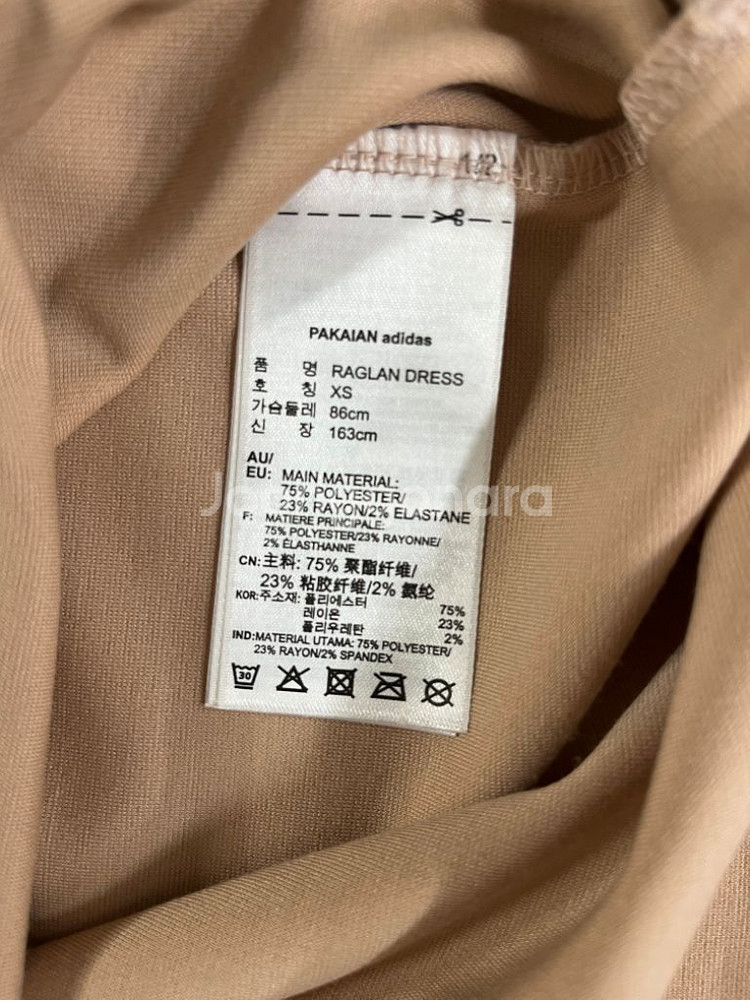 1/2
PAKAIAN adidas
품 명 RAGLAN DRESS
호 칭 XS
가슴둘레 86cm
신 장 163cm
AU/
EU: MAIN MATERIAL:
75% POLYESTER/
23% RAYON/2% ELASTANE
F: MATIERE PRINCIPALE:
75% POLYESTER/23% RAYONNE/
2% ÉLASTHANNE
CN:主料: 75% 聚酯纤维/
23% 粘胶纤维/2% 氨纶
KOR:주소재: 폴리에스터 75%
레이온 23%
폴리우레탄 2%
IND:MATERIAL UTAMA: 75% POLYESTER/
23% RAYON/2% SPANDEX
30